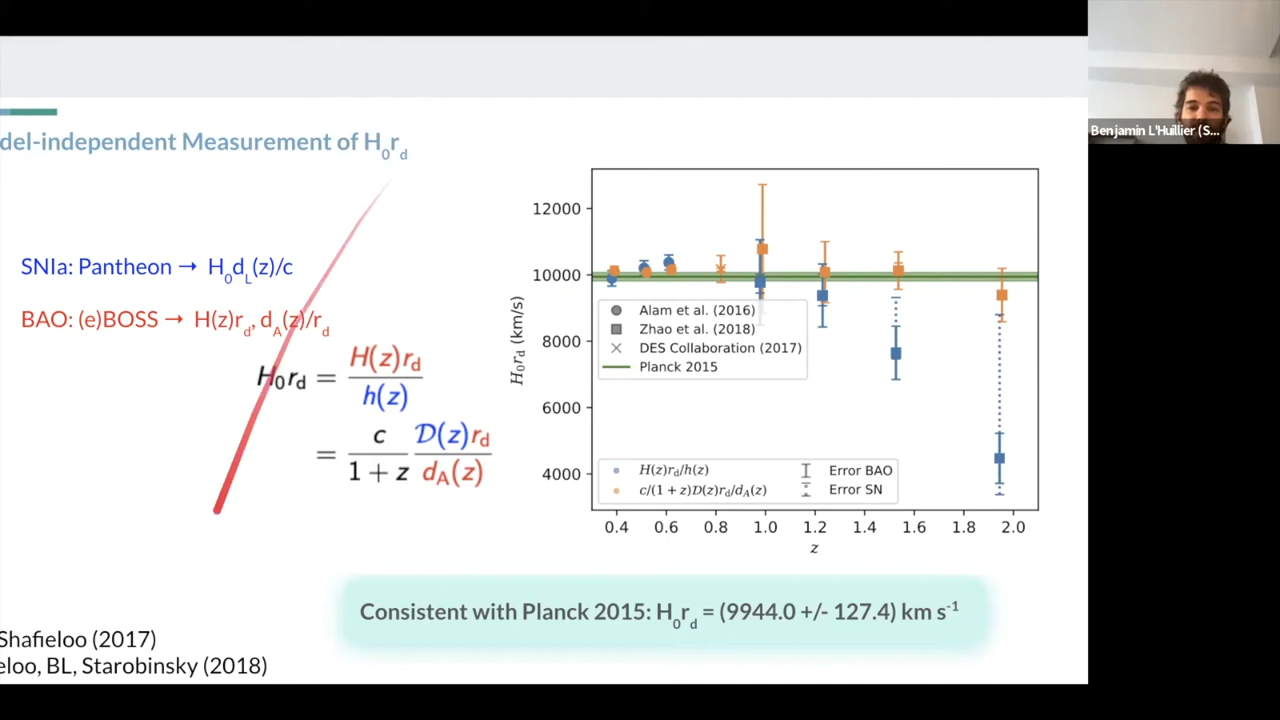 del-independent Measurement of H₀r_d
SNIa: Pantheon → H₀d_L(z)/c
BAO: (e)BOSS → H(z)r_d, d_A(z)/r_d
H₀r_d = H(z)r_d / h(z)
= c / 1 + z 𝒟(z)r_d / d_A(z)
12000
10000
8000
6000
4000
H₀r_d (km/s)
Alam et al. (2016)
Zhao et al. (2018)
DES Collaboration (2017)
Planck 2015
H(z)r_d/h(z)
c/(1 + z)𝒟(z)r_d/d_A(z)
Error BAO
Error SN
0.4 0.6 0.8 1.0 1.2 1.4 1.6 1.8 2.0
z
Consistent with Planck 2015: H₀r_d = (9944.0 +/- 127.4) km s⁻¹
Shafieloo (2017)
eloo, BL, Starobinsky (2018)
Benjamin L'Huillier (S...